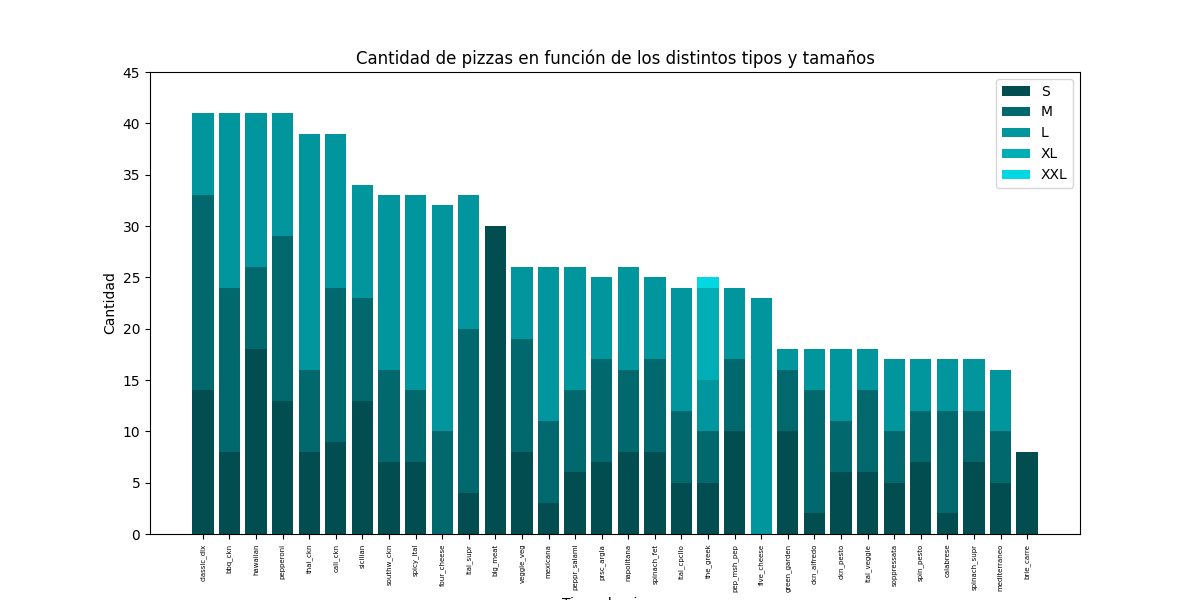 Cantidad de pizzas en función de los distintos tipos y tamaños
45
40
35
30
25
20
15
10
5
0
Cantidad
S
M
L
XL
XXL
classic_dlx
bbq_ckn
hawaiian
pepperoni
thai_ckn
cali_ckn
sicilian
southw_ckn
spicy_ital
four_cheese
ital_supr
big_meat
veggie_veg
mexicana
peppr_salami
prsc_argla
napolitana
spinach_fet
ital_cpcllo
the_greek
pep_msh_pep
five_cheese
green_garden
ckn_alfredo
ckn_pesto
ital_veggie
soppressata
spin_pesto
calabrese
spinach_supr
mediterraneo
brie_carre